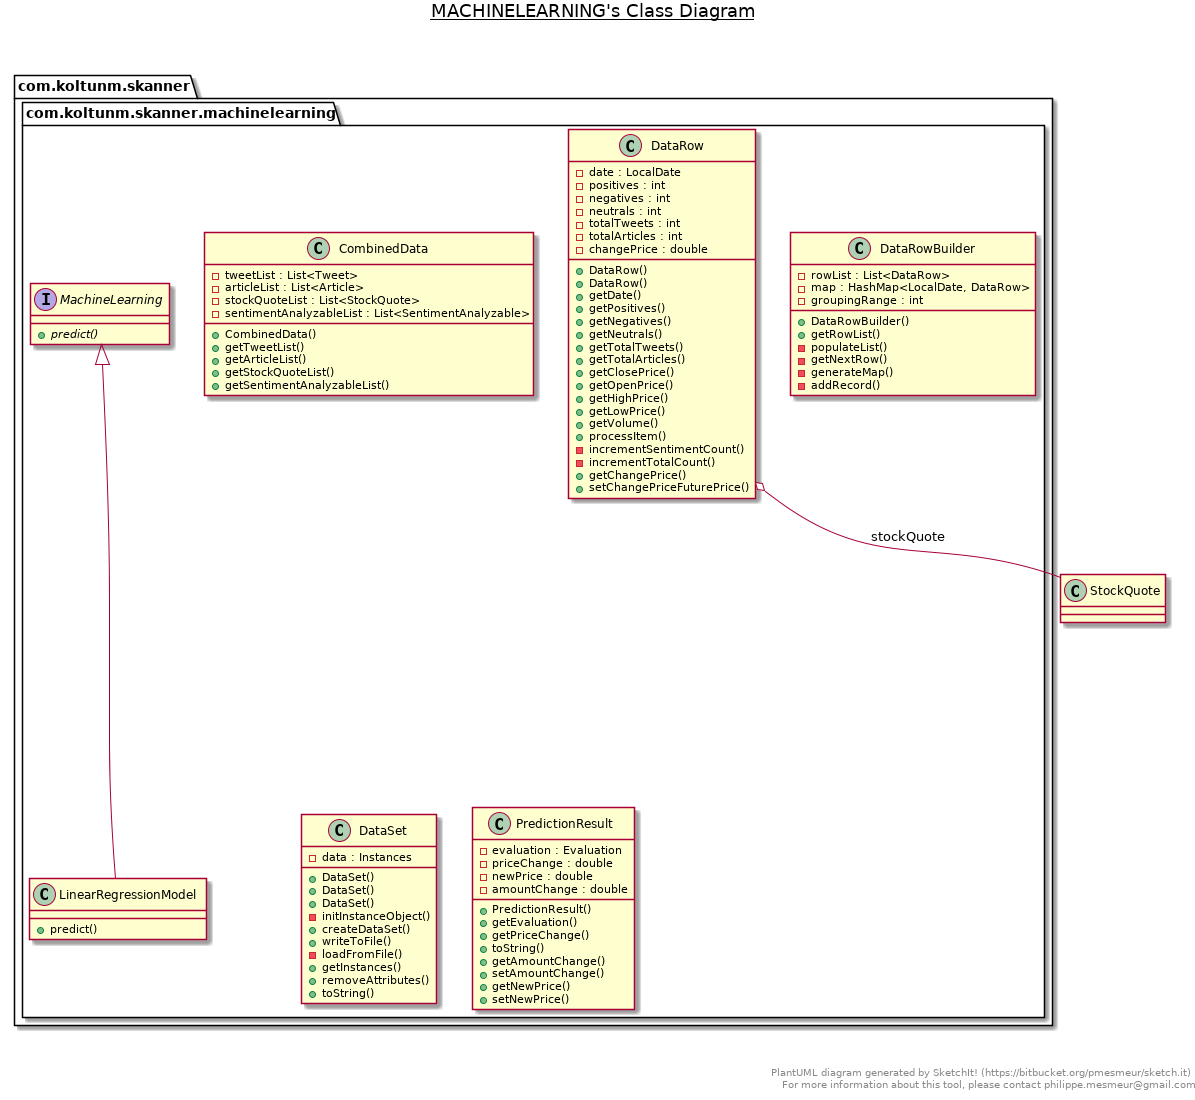 MACHINELEARNING's Class Diagram
com.koltunm.skanner
com.koltunm.skanner.machinelearning
I MachineLearning
predict()
C CombinedData
tweetList : List<Tweet>
articleList : List<Article>
stockQuoteList : List<StockQuote>
sentimentAnalyzableList : List<SentimentAnalyzable>
CombinedData()
getTweetList()
getArticleList()
getStockQuoteList()
getSentimentAnalyzableList()
C DataRow
date : LocalDate
positives : int
negatives : int
neutrals : int
totalTweets : int
totalArticles : int
changePrice : double
DataRow()
DataRow()
getDate()
getPositives()
getNegatives()
getNeutrals()
getTotalTweets()
getTotalArticles()
getClosePrice()
getOpenPrice()
getHighPrice()
getLowPrice()
getVolume()
processItem()
incrementSentimentCount()
incrementTotalCount()
getChangePrice()
setChangePriceFuturePrice()
C DataRowBuilder
rowList : List<DataRow>
map : HashMap<LocalDate, DataRow>
groupingRange : int
DataRowBuilder()
getRowList()
populateList()
getNextRow()
generateMap()
addRecord()
stockQuote
C StockQuote
C LinearRegressionModel
predict()
C DataSet
data : Instances
DataSet()
DataSet()
DataSet()
initInstanceObject()
createDataSet()
writeToFile()
loadFromFile()
getInstances()
removeAttributes()
toString()
C PredictionResult
evaluation : Evaluation
priceChange : double
newPrice : double
amountChange : double
PredictionResult()
getEvaluation()
getPriceChange()
toString()
getAmountChange()
setAmountChange()
getNewPrice()
setNewPrice()
PlantUML diagram generated by SketchIt! (https://bitbucket.org/pmesmeur/sketch.it)
For more information about this tool, please contact philippe.mesmeur@gmail.com